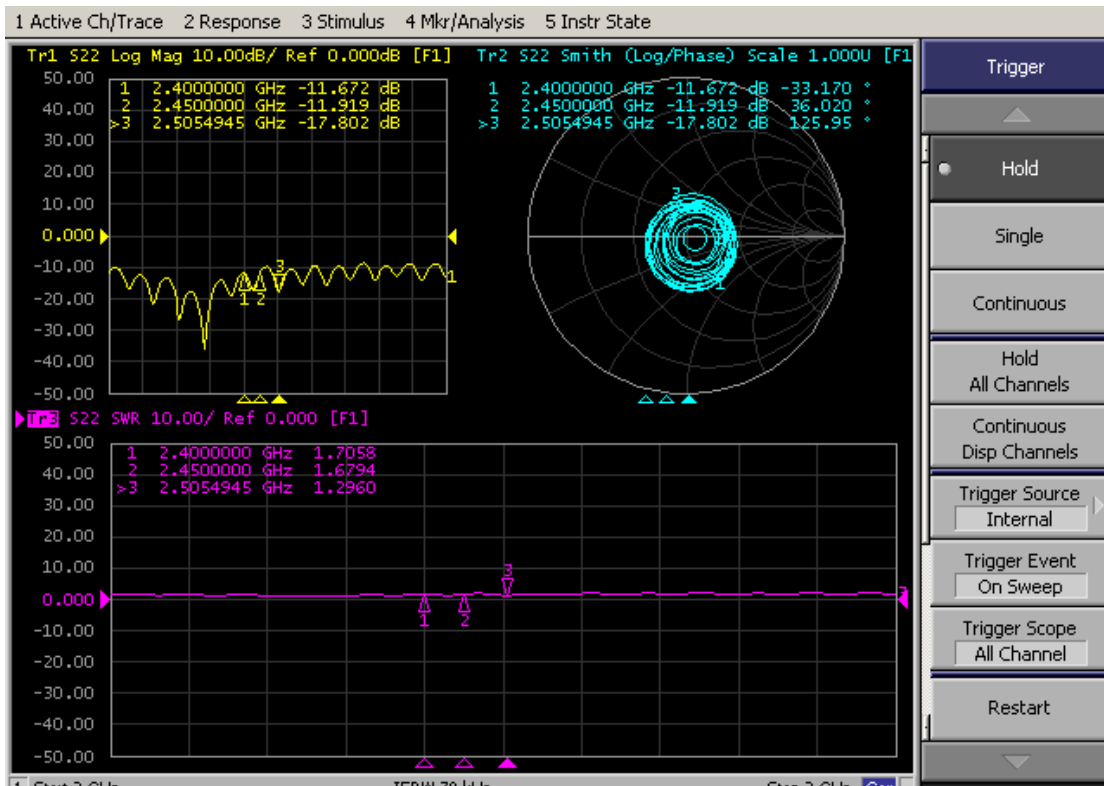 1 Active Ch/Trace 2 Response 3 Stimulus 4 Mkr/Analysis 5 Instr State
Tr1 S22 Log Mag 10.00dB/ Ref 0.000dB [F1]
50.00
40.00
30.00
20.00
10.00
0.000
-10.00
-20.00
-30.00
-40.00
-50.00
1 2.4000000 GHz -11.672 dB
2 2.4500000 GHz -11.919 dB
>3 2.5054945 GHz -17.802 dB
3
1 2
1
Tr2 S22 Smith (Log/Phase) Scale 1.000U [F1
1 2.4000000 GHz -11.672 dB -33.170 °
2 2.4500000 GHz -11.919 dB 36.020 °
>3 2.5054945 GHz -17.802 dB 125.95 °
1
Tr3 S22 SWR 10.00/ Ref 0.000 [F1]
50.00
40.00
30.00
20.00
10.00
0.000
-10.00
-20.00
-30.00
-40.00
-50.00
1 2.4000000 GHz 1.7058
2 2.4500000 GHz 1.6794
>3 2.5054945 GHz 1.2960
3
1 2
Trigger
Hold
Single
Continuous
Hold
All Channels
Continuous
Disp Channels
Trigger Source
Internal
Trigger Event
On Sweep
Trigger Scope
All Channel
Restart